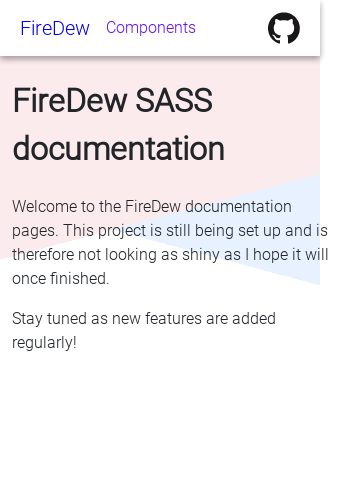 FireDew Components
FireDew SASS
documentation
Welcome to the FireDew documentation
pages. This project is still being set up and is
therefore not looking as shiny as I hope it will
once finished.
Stay tuned as new features are added
regularly!